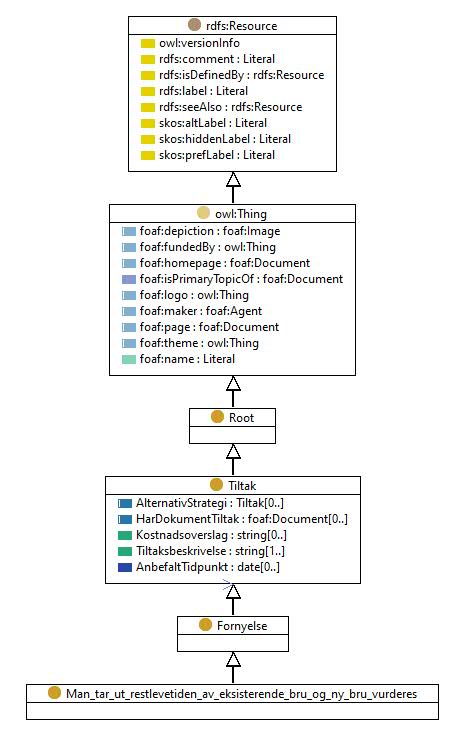 rdfs:Resource
owl:versionInfo
rdfs:comment : Literal
rdfs:isDefinedBy : rdfs:Resource
rdfs:label : Literal
rdfs:seeAlso : rdfs:Resource
skos:altLabel : Literal
skos:hiddenLabel : Literal
skos:prefLabel : Literal
owl:Thing
foaf:depiction : foaf:Image
foaf:fundedBy : owl:Thing
foaf:homepage : foaf:Document
foaf:isPrimaryTopicOf : foaf:Document
foaf:logo : owl:Thing
foaf:maker : foaf:Agent
foaf:page : foaf:Document
foaf:theme : owl:Thing
foaf:name : Literal
Root
Tiltak
AlternativStrategi : Tiltak[0..]
HarDokumentTiltak : foaf:Document[0..]
Kostnadsoverslag : string[0..]
Tiltaksbeskrivelse : string[1..]
AnbefaltTidpunkt : date[0..]
Fornyelse
Man_tar_ut_restlevetiden_av_eksisterende_bru_og_ny_bru_vurderes